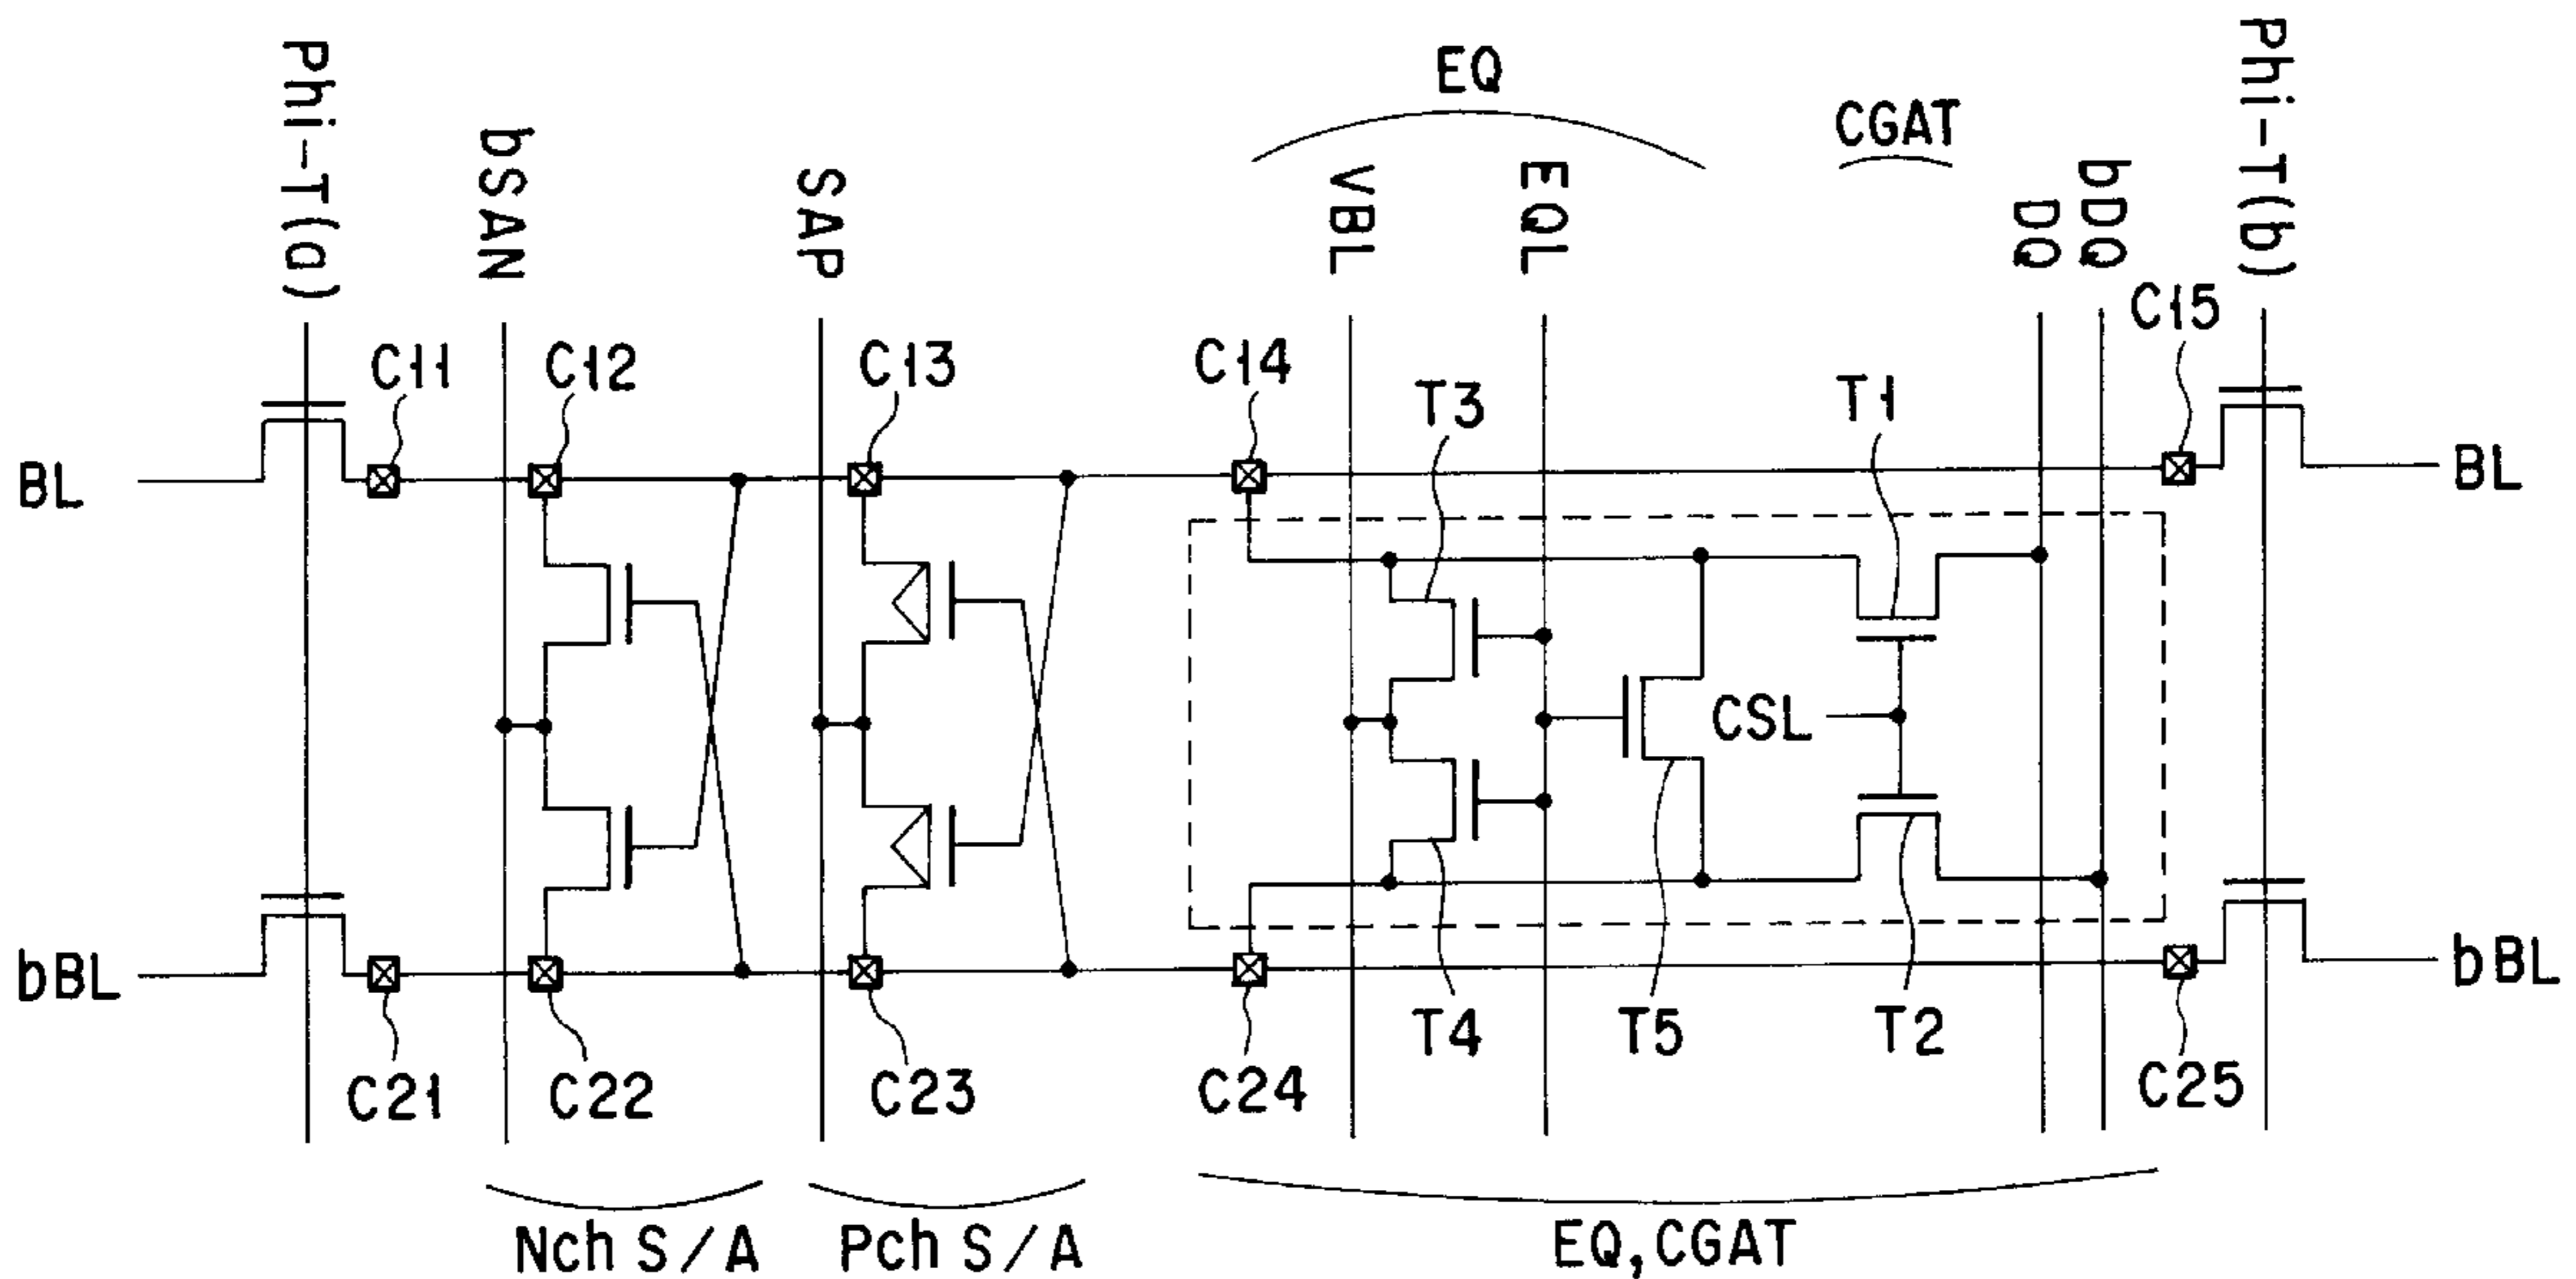 Phi-T(a)
bSAN
SAP
EQ
VBL
EQL
CGAT
DQ
bDQ
Phi-T(b)
C11
C12
C13
C14
T3
T1
C15
BL
BL
CSL
bBL
bBL
C21
C22
C23
C24
T4
T5
T2
C25
Nch S/A
Pch S/A
EQ,CGAT